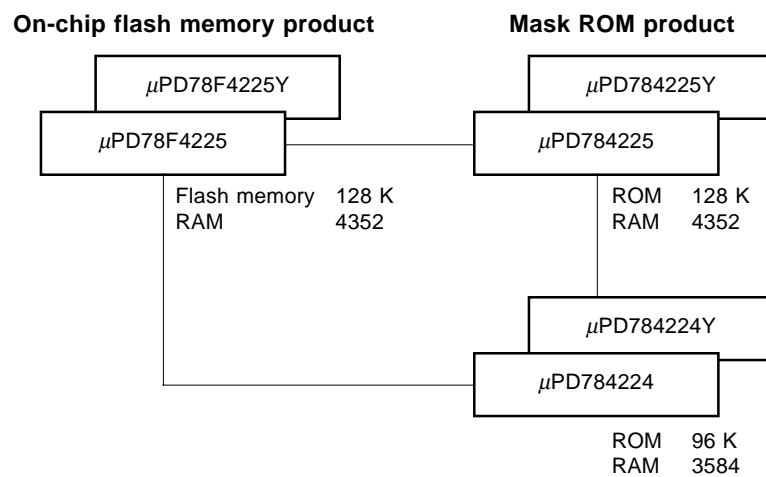 On-chip flash memory product
Mask ROM product
μPD78F4225Y
μPD78F4225
Flash memory 128 K
RAM 4352
μPD784225Y
μPD784225
ROM 128 K
RAM 4352
μPD784224Y
μPD784224
ROM 96 K
RAM 3584